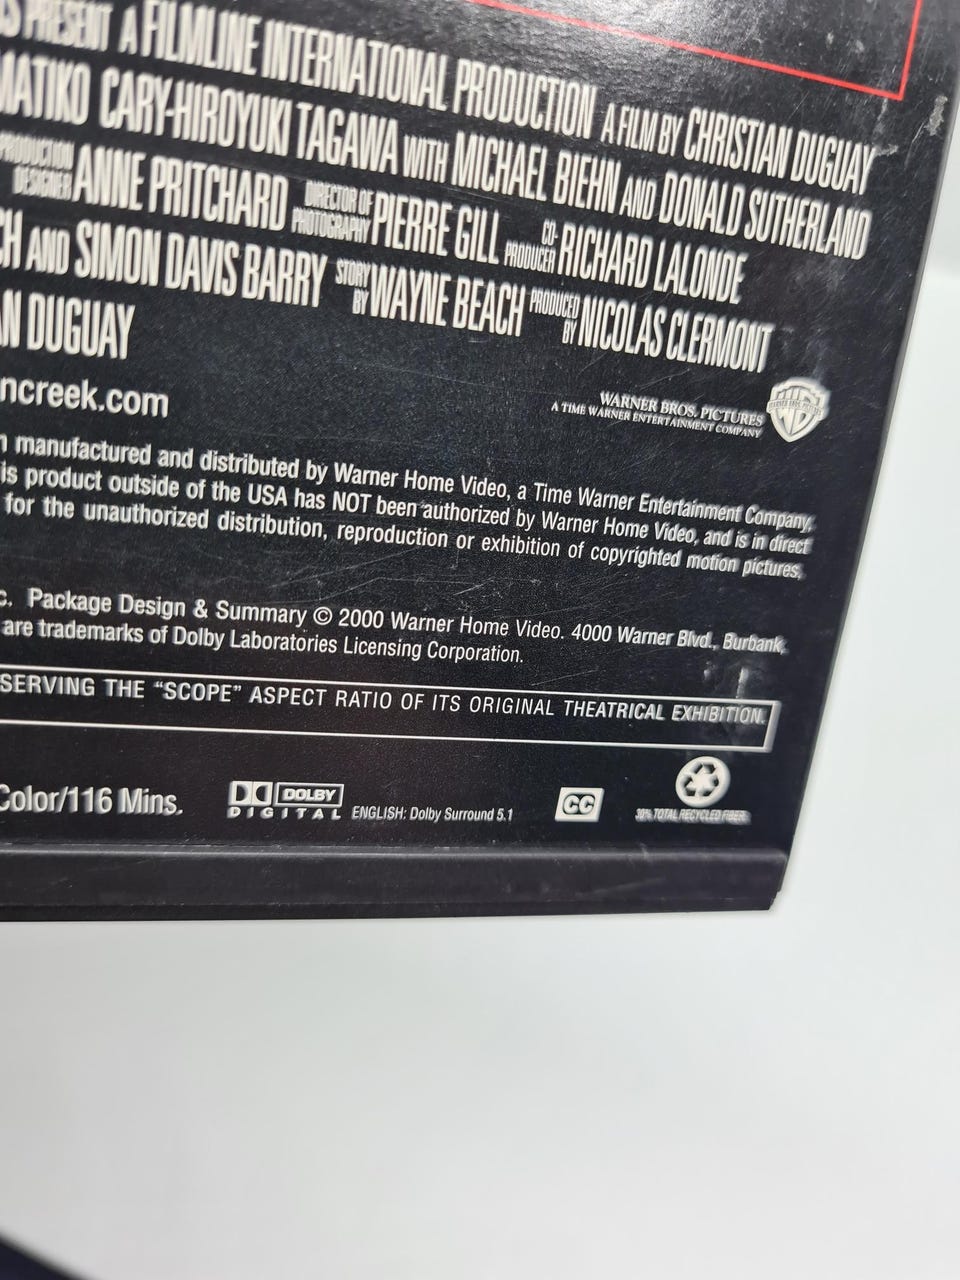 PRESENT A FILMLINE INTERNATIONAL PRODUCTION A FILM BY CHRISTIAN DUGUAY
MATIKO CARY-HIROYUKI TAGAWA WITH MICHAEL BIEHN AND DONALD SUTHERLAND
PRODUCTION DESIGNER ANNE PRITCHARD DIRECTOR OF PHOTOGRAPHY PIERRE GILL CO-PRODUCER RICHARD LALONDE
CH AND SIMON DAVIS BARRY STORY BY WAYNE BEACH PRODUCED BY NICOLAS CLERMONT
AN DUGUAY
ncreek.com
WARNER BROS. PICTURES
A TIME WARNER ENTERTAINMENT COMPANY
n manufactured and distributed by Warner Home Video, a Time Warner Entertainment Company,
is product outside of the USA has NOT been authorized by Warner Home Video, and is in direct
for the unauthorized distribution, reproduction or exhibition of copyrighted motion pictures.
c. Package Design & Summary © 2000 Warner Home Video. 4000 Warner Blvd., Burbank,
are trademarks of Dolby Laboratories Licensing Corporation.
SERVING THE “SCOPE” ASPECT RATIO OF ITS ORIGINAL THEATRICAL EXHIBITION.
Color/116 Mins.
DOLBY
DIGITAL
ENGLISH: Dolby Surround 5.1
CC
30% TOTAL RECYCLED FIBER